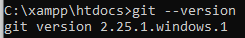 C:\xampp\htdocs>git --version
git version 2.25.1.windows.1